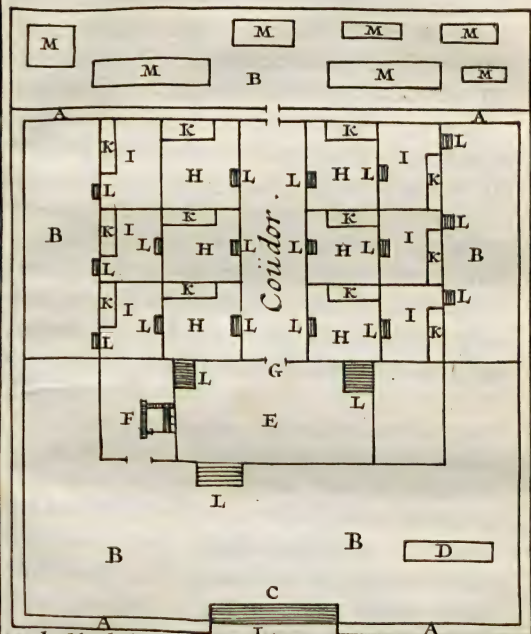 M M M M
M B M M
A A
K K
K I H L L H L I K L
L
K K
B K I L H L Coüdor L H L I K L B
L
K K
K I L H L L H L I K L
L
G
L L
F E
L
B B D
C
A L A